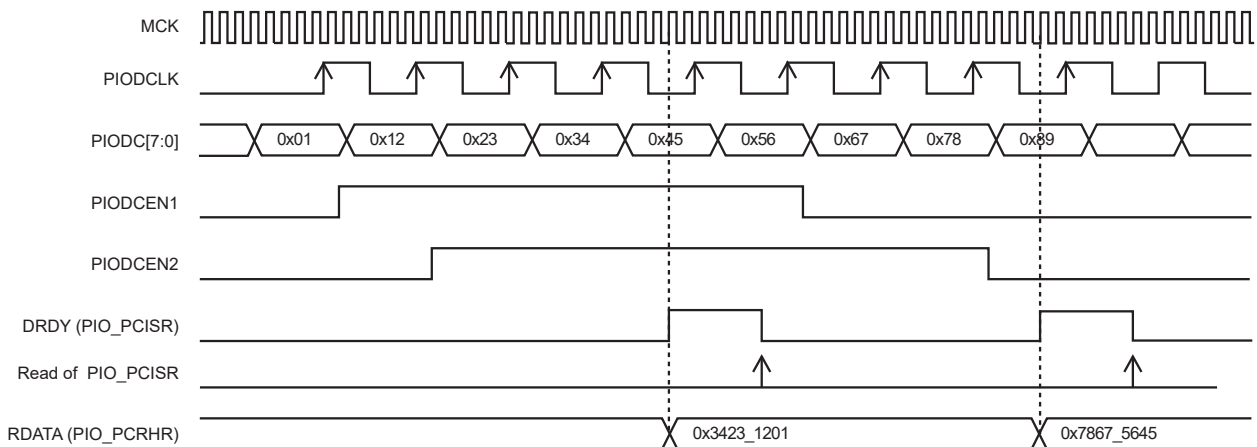 MCK
PIODCLK
PIODC[7:0] 0x01 0x12 0x23 0x34 0x45 0x56 0x67 0x78 0x89
PIODCEN1
PIODCEN2
DRDY (PIO_PCISR)
Read of PIO_PCISR
RDATA (PIO_PCRHR) 0x3423_1201 0x7867_5645